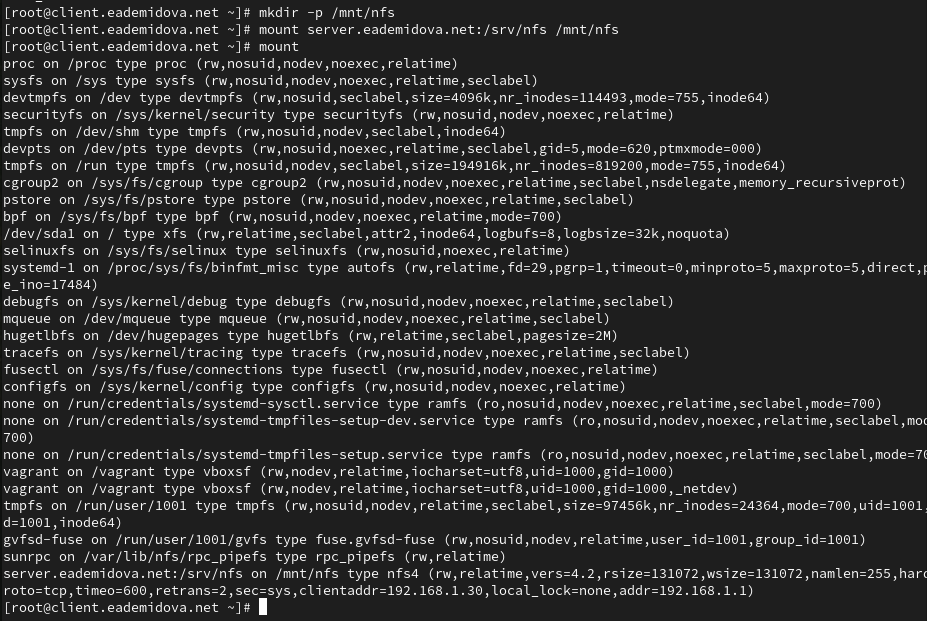 [root@client.eademidova.net ~]# mkdir -p /mnt/nfs
[root@client.eademidova.net ~]# mount server.eademidova.net:/srv/nfs /mnt/nfs
[root@client.eademidova.net ~]# mount
proc on /proc type proc (rw,nosuid,nodev,noexec,relatime)
sysfs on /sys type sysfs (rw,nosuid,nodev,noexec,relatime,seclabel)
devtmpfs on /dev type devtmpfs (rw,nosuid,seclabel,size=4096k,nr_inodes=114493,mode=755,inode64)
securityfs on /sys/kernel/security type securityfs (rw,nosuid,nodev,noexec,relatime)
tmpfs on /dev/shm type tmpfs (rw,nosuid,nodev,seclabel,inode64)
devpts on /dev/pts type devpts (rw,nosuid,noexec,relatime,seclabel,gid=5,mode=620,ptmxmode=000)
tmpfs on /run type tmpfs (rw,nosuid,nodev,seclabel,size=194916k,nr_inodes=819200,mode=755,inode64)
cgroup2 on /sys/fs/cgroup type cgroup2 (rw,nosuid,nodev,noexec,relatime,seclabel,nsdelegate,memory_recursiveprot)
pstore on /sys/fs/pstore type pstore (rw,nosuid,nodev,noexec,relatime,seclabel)
bpf on /sys/fs/bpf type bpf (rw,nosuid,nodev,noexec,relatime,mode=700)
/dev/sda1 on / type xfs (rw,relatime,seclabel,attr2,inode64,logbufs=8,logbsize=32k,noquota)
selinuxfs on /sys/fs/selinux type selinuxfs (rw,nosuid,noexec,relatime)
systemd-1 on /proc/sys/fs/binfmt_misc type autofs (rw,relatime,fd=29,pgrp=1,timeout=0,minproto=5,maxproto=5,direct,p
e_ino=17484)
debugfs on /sys/kernel/debug type debugfs (rw,nosuid,nodev,noexec,relatime,seclabel)
mqueue on /dev/mqueue type mqueue (rw,nosuid,nodev,noexec,relatime,seclabel)
hugetlbfs on /dev/hugepages type hugetlbfs (rw,relatime,seclabel,pagesize=2M)
tracefs on /sys/kernel/tracing type tracefs (rw,nosuid,nodev,noexec,relatime,seclabel)
fusectl on /sys/fs/fuse/connections type fusectl (rw,nosuid,nodev,noexec,relatime)
configfs on /sys/kernel/config type configfs (rw,nosuid,nodev,noexec,relatime)
none on /run/credentials/systemd-sysctl.service type ramfs (ro,nosuid,nodev,noexec,relatime,seclabel,mode=700)
none on /run/credentials/systemd-tmpfiles-setup-dev.service type ramfs (ro,nosuid,nodev,noexec,relatime,seclabel,mod
700)
none on /run/credentials/systemd-tmpfiles-setup.service type ramfs (ro,nosuid,nodev,noexec,relatime,seclabel,mode=70
vagrant on /vagrant type vboxsf (rw,nodev,relatime,iocharset=utf8,uid=1000,gid=1000)
vagrant on /vagrant type vboxsf (rw,nodev,relatime,iocharset=utf8,uid=1000,gid=1000,_netdev)
tmpfs on /run/user/1001 type tmpfs (rw,nosuid,nodev,relatime,seclabel,size=97456k,nr_inodes=24364,mode=700,uid=1001,
d=1001,inode64)
gvfsd-fuse on /run/user/1001/gvfs type fuse.gvfsd-fuse (rw,nosuid,nodev,relatime,user_id=1001,group_id=1001)
sunrpc on /var/lib/nfs/rpc_pipefs type rpc_pipefs (rw,relatime)
server.eademidova.net:/srv/nfs on /mnt/nfs type nfs4 (rw,relatime,vers=4.2,rsize=131072,wsize=131072,namlen=255,hard
roto=tcp,timeo=600,retrans=2,sec=sys,clientaddr=192.168.1.30,local_lock=none,addr=192.168.1.1)
[root@client.eademidova.net ~]#